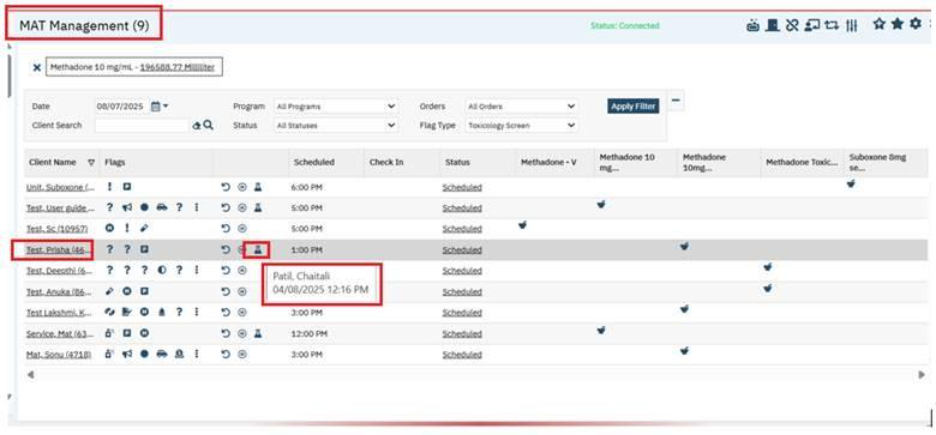 MAT Management (9)
Status: Connected
Methadone 10 mg/mL - 196588.77 Milliliter
Date 08/07/2025 Program All Programs Orders All Orders Apply Filter
Client Search Status All Statuses Flag Type Toxicology Screen
Client Name Flags Scheduled Check In Status Methadone - V Methadone 10 mg... Methadone 10mg... Methadone Toxic... Suboxone 8mg se...
Unit, Suboxone (... 6:00 PM Scheduled
Test, User guide ... 5:00 PM Scheduled
Test, Sc (10957) 5:00 PM Scheduled
Test, Prisha (46... 1:00 PM Scheduled
Test, Deepthi (6... Scheduled
Patil, Chaitali
04/08/2025 12:16 PM
Test, Anuka (86... Scheduled
Test Lakshmi, K... 3:00 PM Scheduled
Service, Mat (63... 12:00 PM Scheduled
Mat, Sonu (4718) 3:00 PM Scheduled